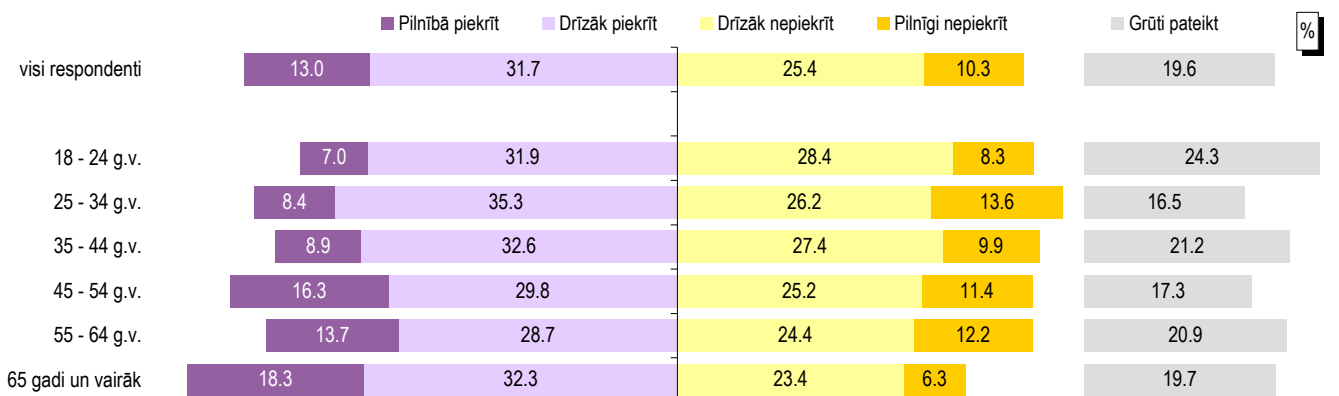 Pilnībā piekrīt Drīzāk piekrīt Drīzāk nepiekrīt Pilnīgi nepiekrīt Grūti pateikt %
visi respondenti 13.0 31.7 25.4 10.3 19.6
18 - 24 g.v. 7.0 31.9 28.4 8.3 24.3
25 - 34 g.v. 8.4 35.3 26.2 13.6 16.5
35 - 44 g.v. 8.9 32.6 27.4 9.9 21.2
45 - 54 g.v. 16.3 29.8 25.2 11.4 17.3
55 - 64 g.v. 13.7 28.7 24.4 12.2 20.9
65 gadi un vairāk 18.3 32.3 23.4 6.3 19.7